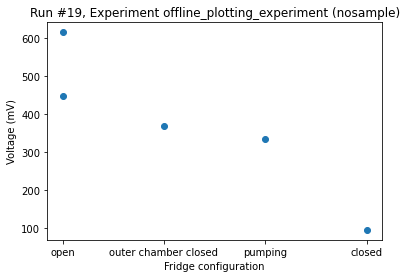 Run #19, Experiment offline_plotting_experiment (nosample)
600
500
400
300
200
100
Voltage (mV)
open
outer chamber closed
pumping
closed
Fridge configuration